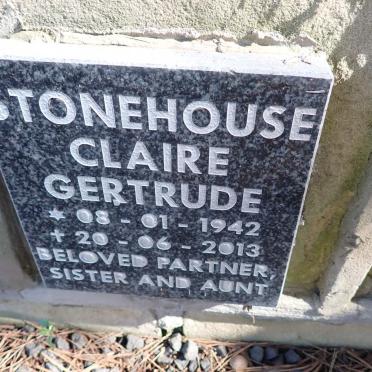 STONEHOUSE
CLAIRE
GERTRUDE
* 08 - 01 - 1942
+ 20 - 06 - 2013
BELOVED PARTNER,
SISTER AND AUNT